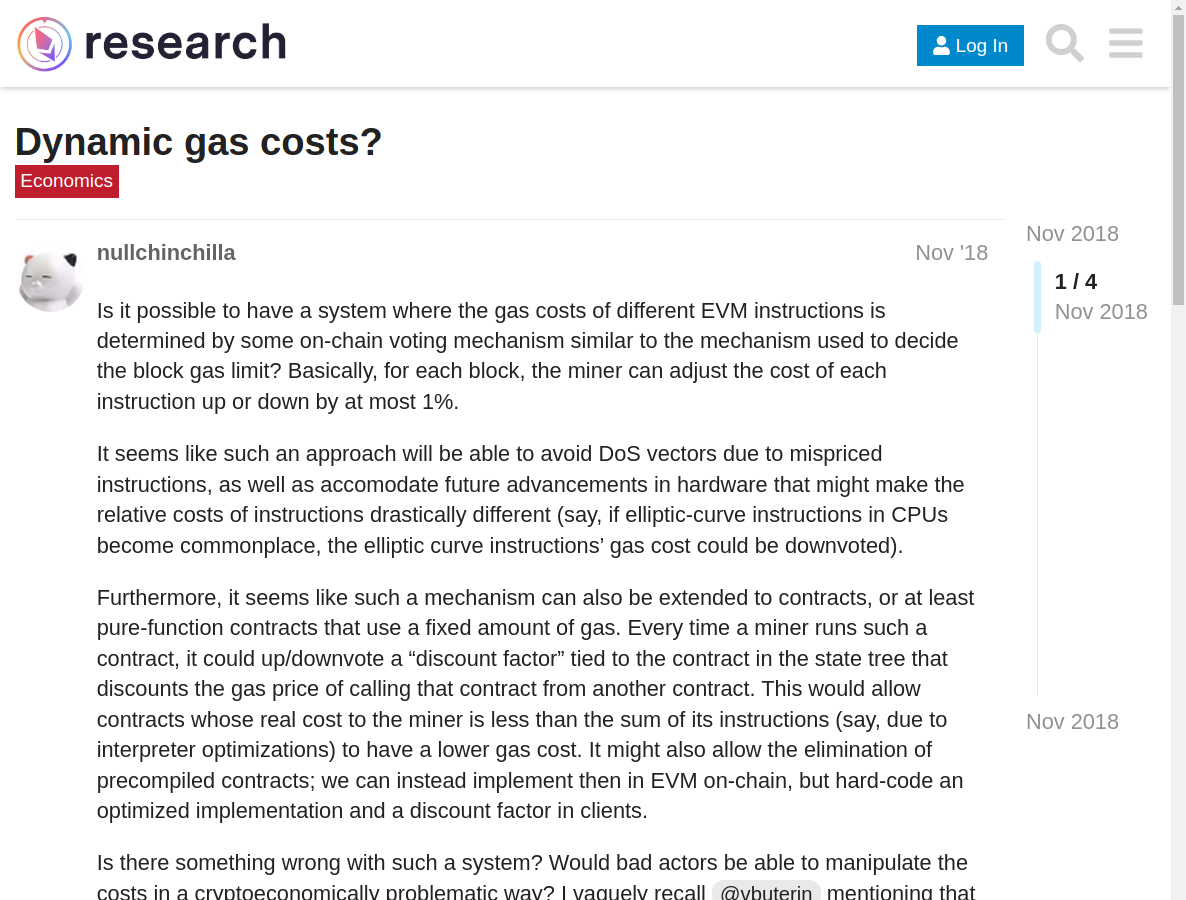 research
Log In
Dynamic gas costs?
Economics
nullchinchilla
Nov '18
Is it possible to have a system where the gas costs of different EVM instructions is
determined by some on-chain voting mechanism similar to the mechanism used to decide
the block gas limit? Basically, for each block, the miner can adjust the cost of each
instruction up or down by at most 1%.
It seems like such an approach will be able to avoid DoS vectors due to mispriced
instructions, as well as accomodate future advancements in hardware that might make the
relative costs of instructions drastically different (say, if elliptic-curve instructions in CPUs
become commonplace, the elliptic curve instructions’ gas cost could be downvoted).
Furthermore, it seems like such a mechanism can also be extended to contracts, or at least
pure-function contracts that use a fixed amount of gas. Every time a miner runs such a
contract, it could up/downvote a “discount factor” tied to the contract in the state tree that
discounts the gas price of calling that contract from another contract. This would allow
contracts whose real cost to the miner is less than the sum of its instructions (say, due to
interpreter optimizations) to have a lower gas cost. It might also allow the elimination of
precompiled contracts; we can instead implement then in EVM on-chain, but hard-code an
optimized implementation and a discount factor in clients.
Is there something wrong with such a system? Would bad actors be able to manipulate the
costs in a cryptoeconomically problematic way? I vaguely recall @vbuterin mentioning that
Nov 2018
1 / 4
Nov 2018
Nov 2018